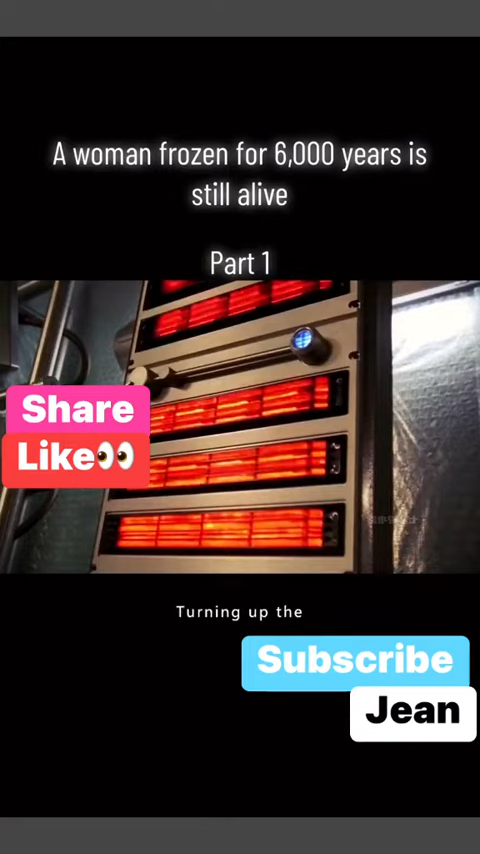 A woman frozen for 6,000 years is
still alive
Part 1
Share
Like👀
Turning up the
Subscribe
Jean